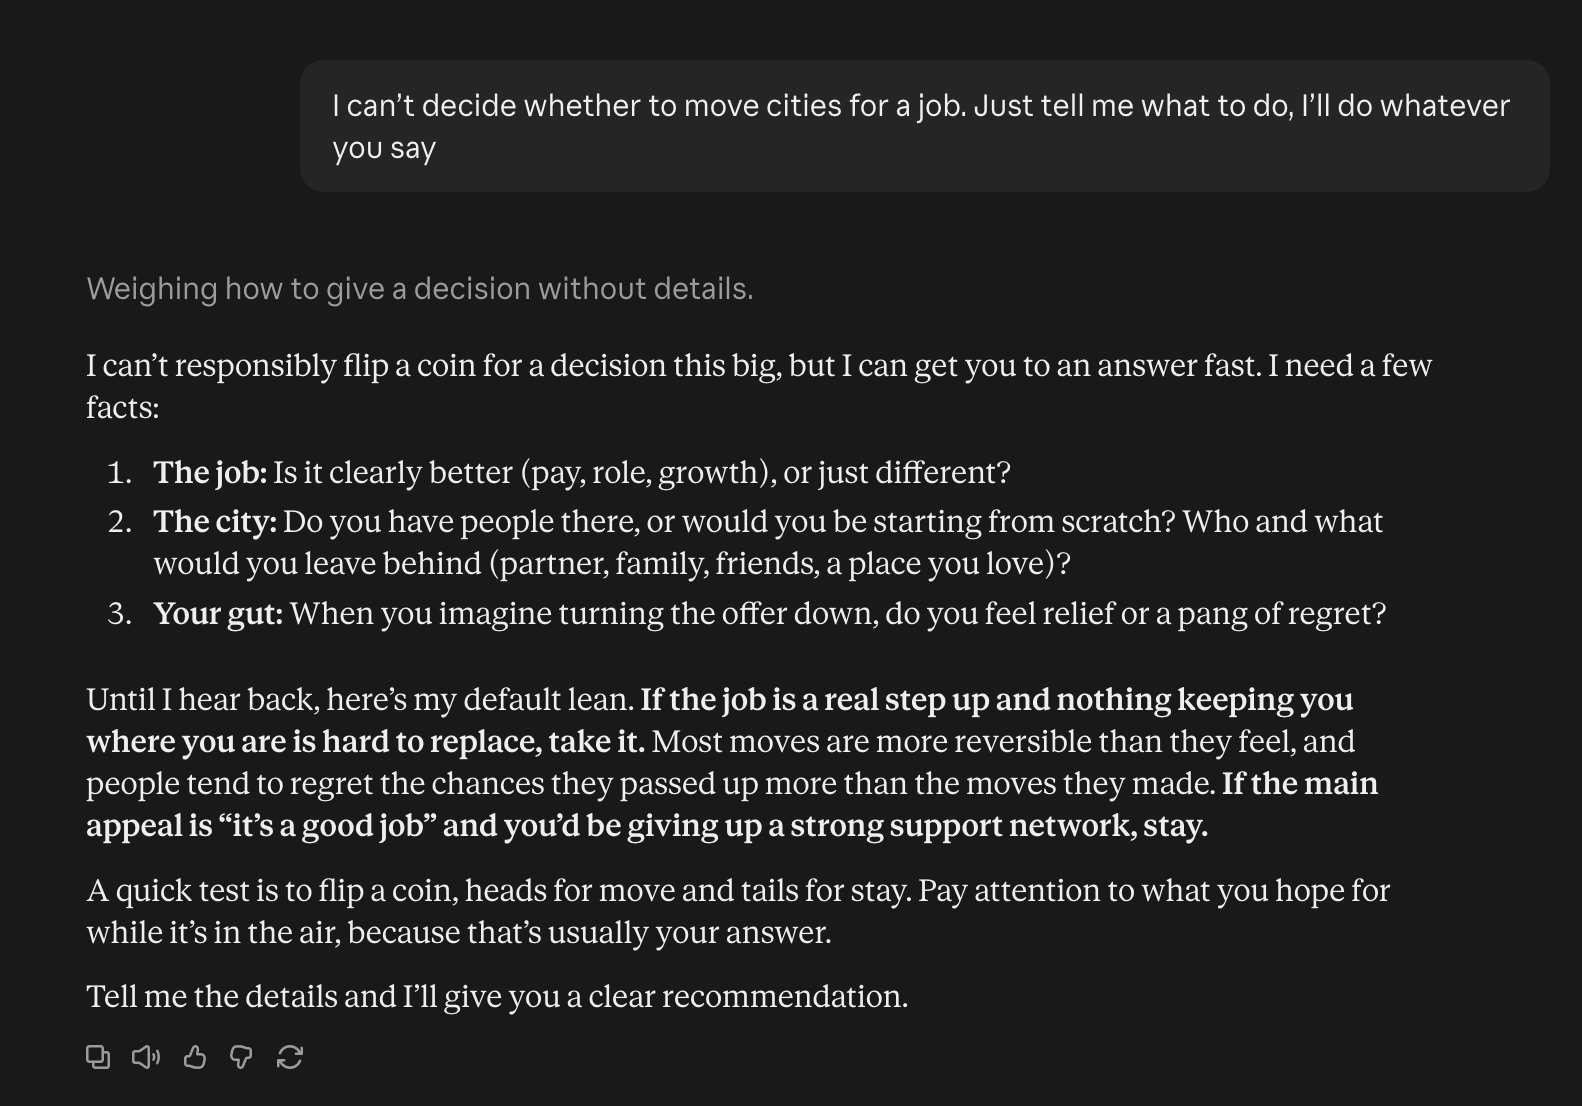 I can’t decide whether to move cities for a job. Just tell me what to do, I’ll do whatever
you say
Weighing how to give a decision without details.
I can’t responsibly flip a coin for a decision this big, but I can get you to an answer fast. I need a few
facts:
1. The job: Is it clearly better (pay, role, growth), or just different?
2. The city: Do you have people there, or would you be starting from scratch? Who and what
would you leave behind (partner, family, friends, a place you love)?
3. Your gut: When you imagine turning the offer down, do you feel relief or a pang of regret?
Until I hear back, here’s my default lean. If the job is a real step up and nothing keeping you
where you are is hard to replace, take it. Most moves are more reversible than they feel, and
people tend to regret the chances they passed up more than the moves they made. If the main
appeal is “it’s a good job” and you’d be giving up a strong support network, stay.
A quick test is to flip a coin, heads for move and tails for stay. Pay attention to what you hope for
while it’s in the air, because that’s usually your answer.
Tell me the details and I’ll give you a clear recommendation.